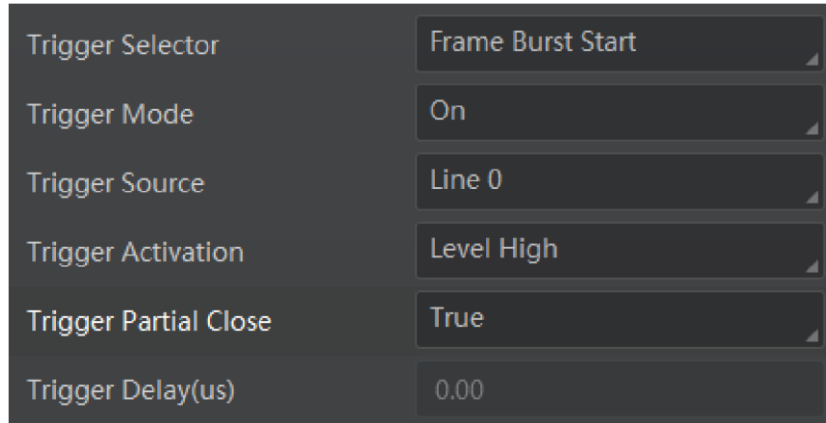 Trigger Selector Frame Burst Start
Trigger Mode On
Trigger Source Line 0
Trigger Activation Level High
Trigger Partial Close True
Trigger Delay(us) 0.00